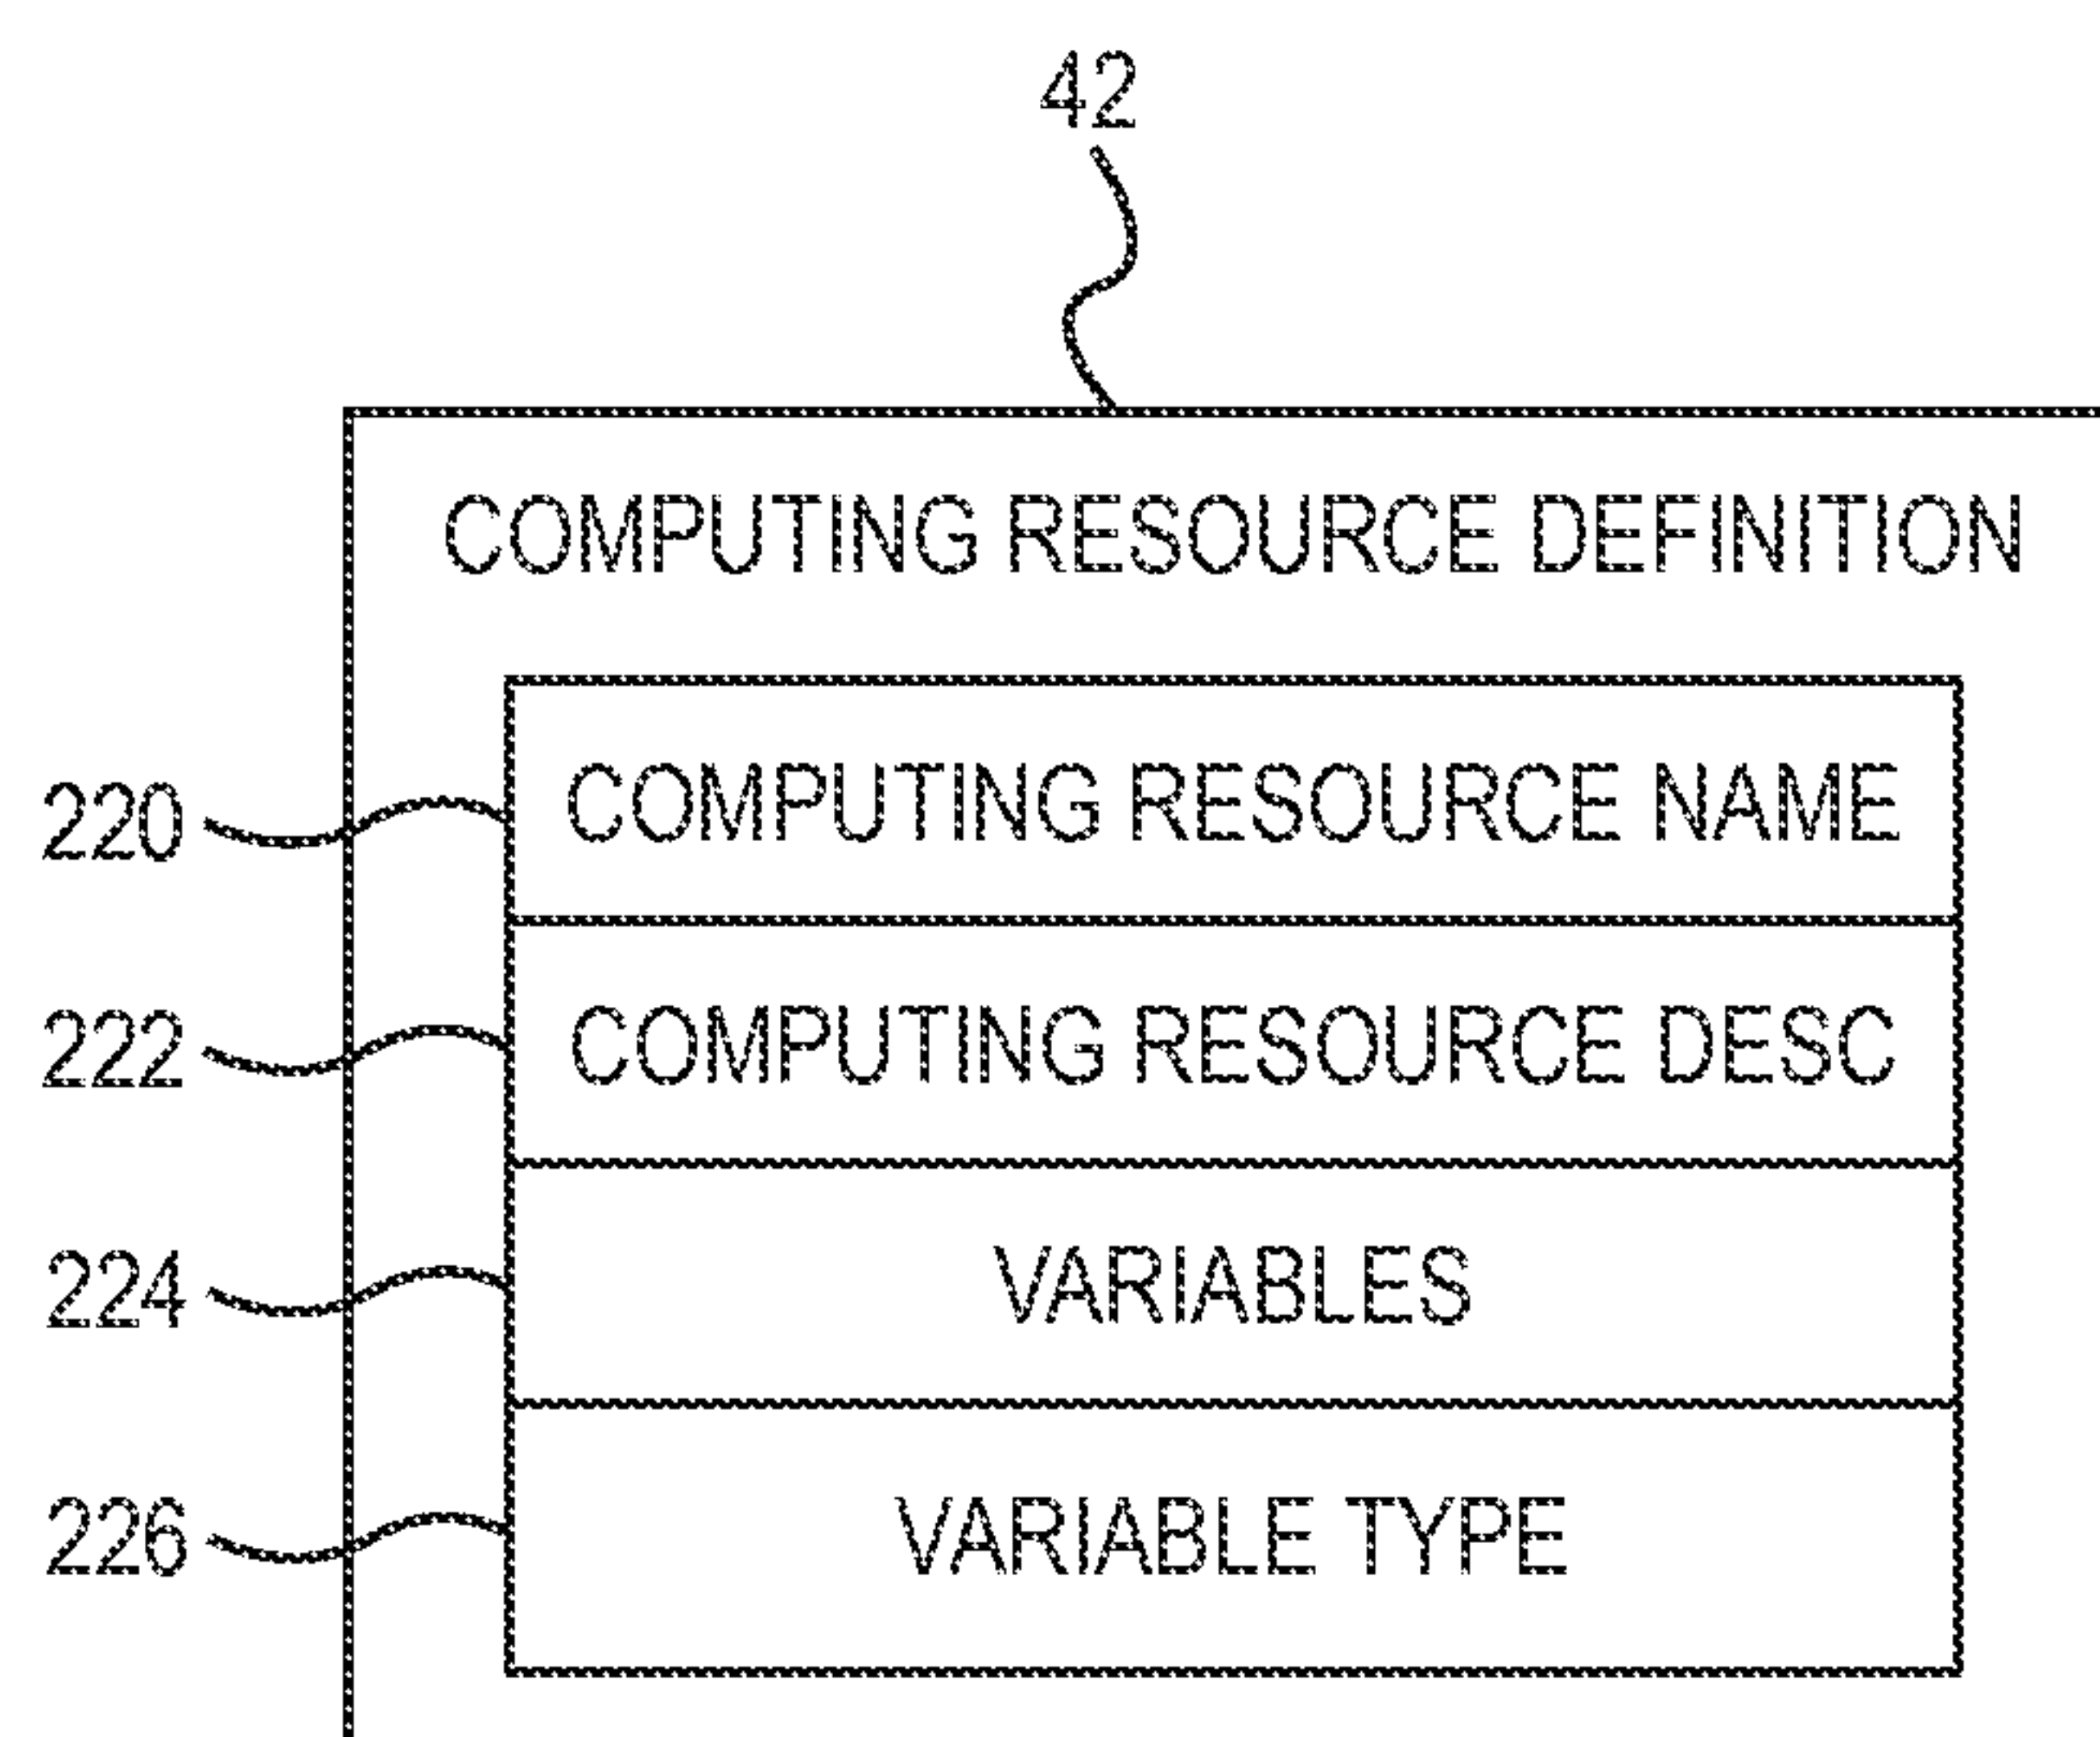 42
COMPUTING RESOURCE DEFINITION
220 COMPUTING RESOURCE NAME
222 COMPUTING RESOURCE DESC
224 VARIABLES
226 VARIABLE TYPE